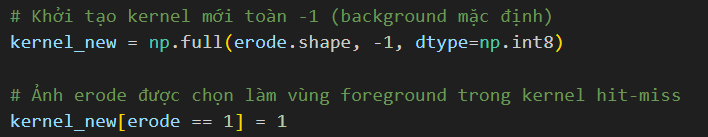 # Khởi tạo kernel mới toàn -1 (background mặc định)
kernel_new = np.full(erode.shape, -1, dtype=np.int8)
# Ảnh erode được chọn làm vùng foreground trong kernel hit-miss
kernel_new[erode == 1] = 1